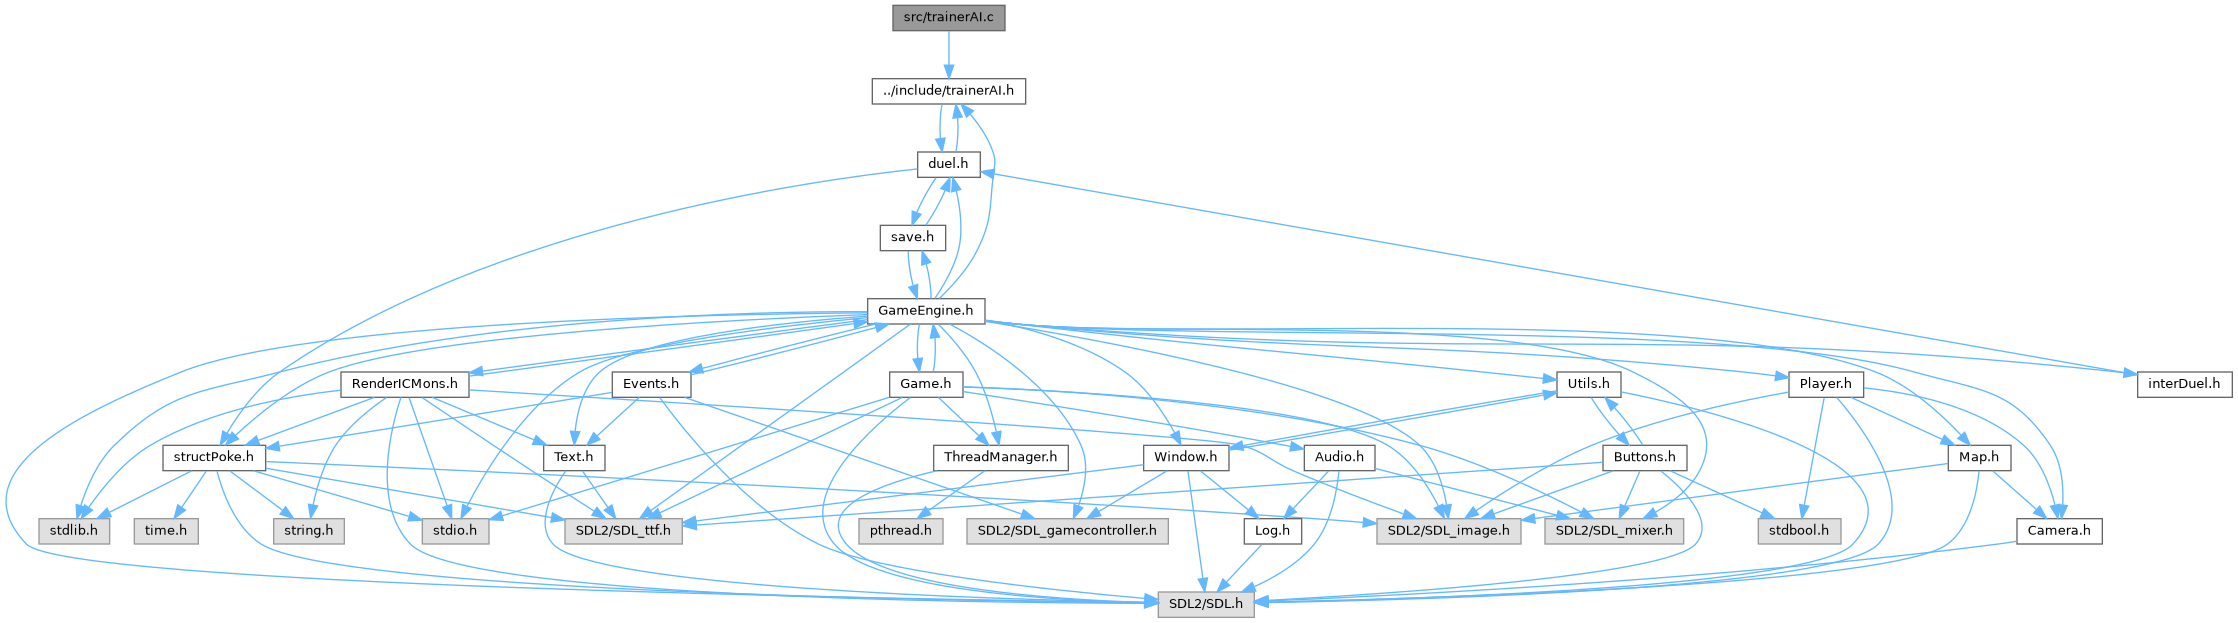 src/trainerAI.c
../include/trainerAI.h
duel.h
save.h
GameEngine.h
RenderICMons.h
Events.h
Game.h
Utils.h
Player.h
interDuel.h
structPoke.h
Text.h
ThreadManager.h
Window.h
Audio.h
Buttons.h
Map.h
stdlib.h
time.h
string.h
stdio.h
SDL2/SDL_ttf.h
pthread.h
SDL2/SDL_gamecontroller.h
Log.h
SDL2/SDL_image.h
SDL2/SDL_mixer.h
stdbool.h
Camera.h
SDL2/SDL.h